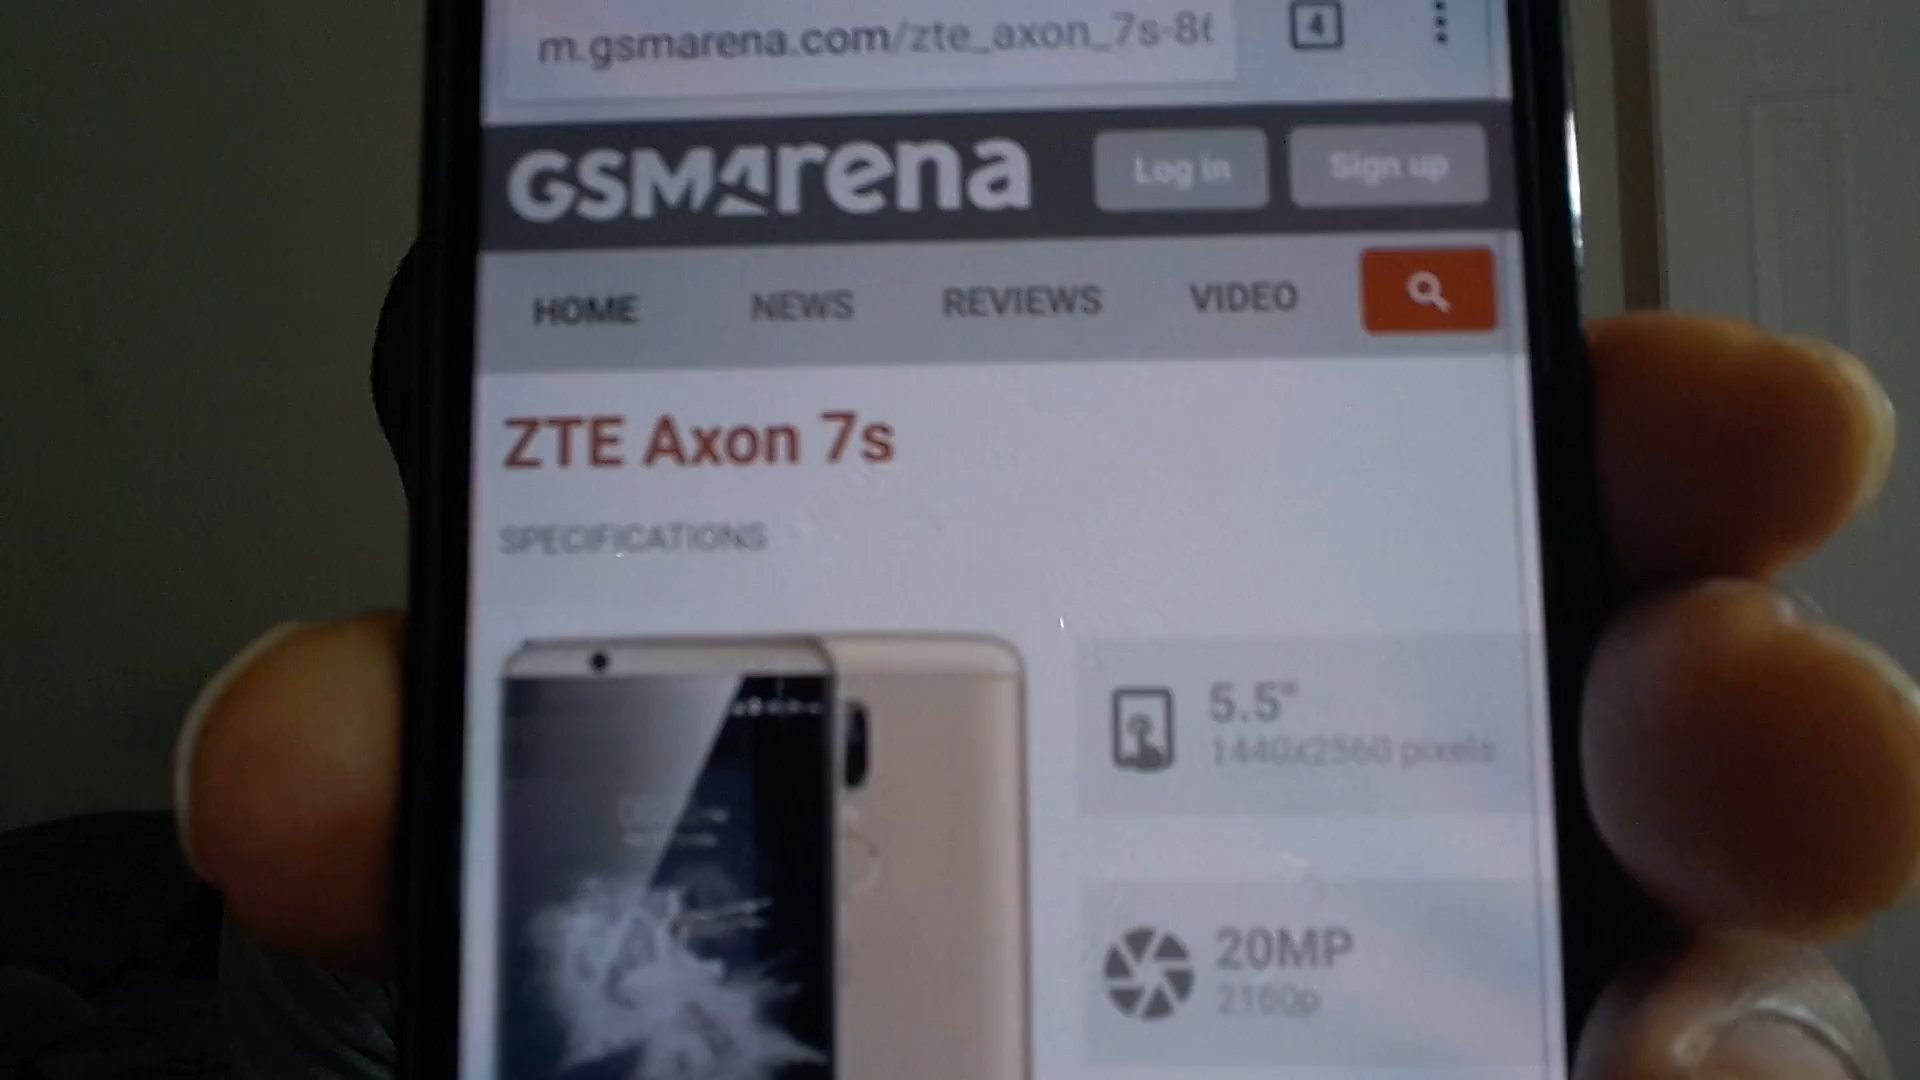 m.gsmarena.com/zte_axon_7s-8
4
GSMArena
Log in
Sign up
HOME NEWS REVIEWS VIDEO
ZTE Axon 7s
SPECIFICATIONS
5.5"
1440x2560 pixels
20MP
2160p